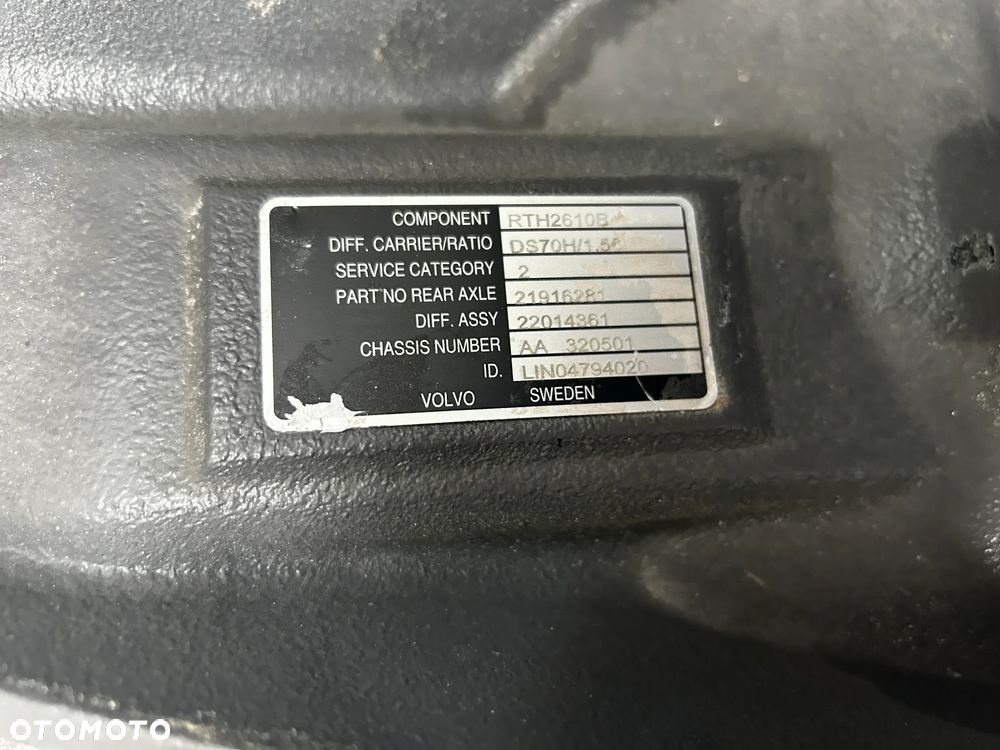 COMPONENT RTH2610B
DIFF. CARRIER/RATIO DS70H/1.56
SERVICE CATEGORY 2
PART NO REAR AXLE 21916281
DIFF. ASSY 22014361
CHASSIS NUMBER AA 320501
ID. LIN04794020
VOLVO SWEDEN
OTOMOTO